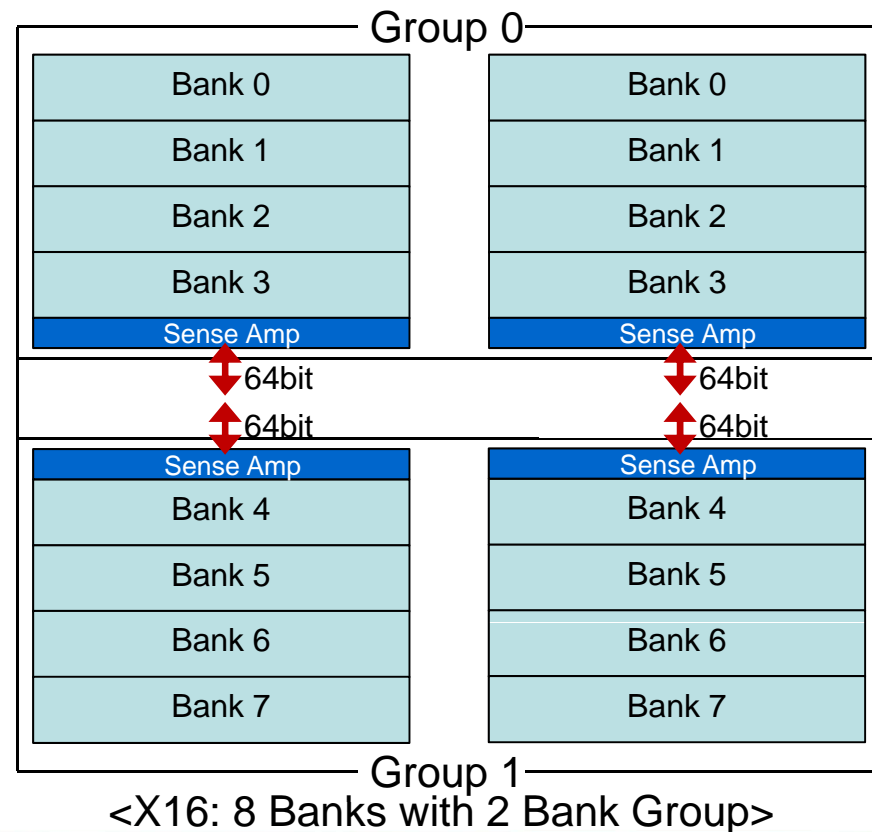 Group 0
Bank 0 Bank 0
Bank 1 Bank 1
Bank 2 Bank 2
Bank 3 Bank 3
Sense Amp Sense Amp
64bit 64bit
64bit 64bit
Sense Amp Sense Amp
Bank 4 Bank 4
Bank 5 Bank 5
Bank 6 Bank 6
Bank 7 Bank 7
Group 1
<X16: 8 Banks with 2 Bank Group>